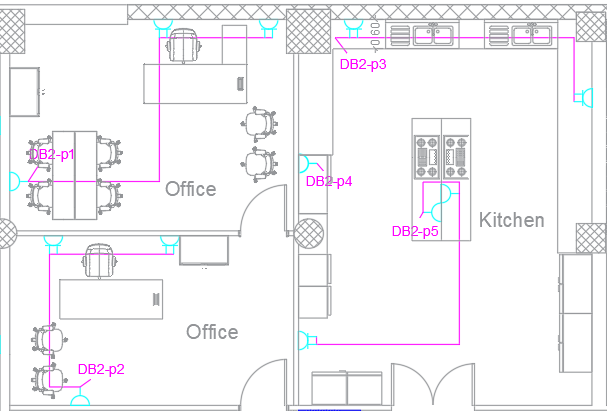 DB2-p3
DB2-p1
DB2-p4
Office
DB2-p5
Kitchen
Office
DB2-p2